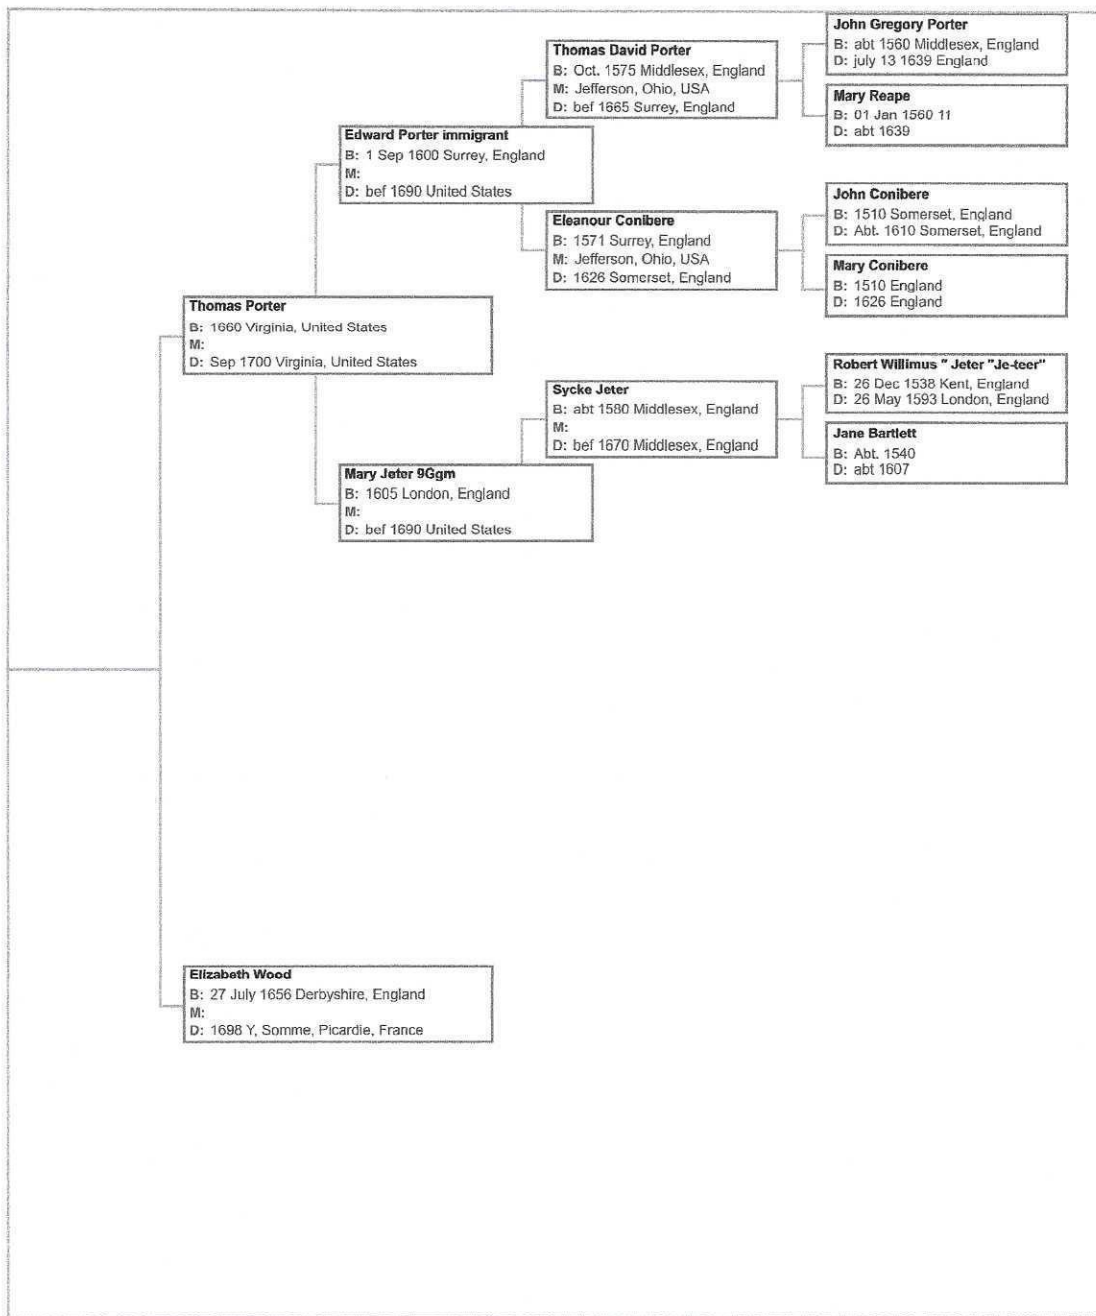 John Gregory Porter
B: abt 1560 Middlesex, England
D: july 13 1639 England
Thomas David Porter
B: Oct. 1575 Middlesex, England
M: Jefferson, Ohio, USA
D: bef 1665 Surrey, England
Mary Reape
B: 01 Jan 1560 11
D: abt 1639
Edward Porter immigrant
B: 1 Sep 1600 Surrey, England
M:
D: bef 1690 United States
John Conibere
B: 1510 Somerset, England
D: Abt. 1610 Somerset, England
Eleanour Conibere
B: 1571 Surrey, England
M: Jefferson, Ohio, USA
D: 1626 Somerset, England
Mary Conibere
B: 1510 England
D: 1626 England
Thomas Porter
B: 1660 Virginia, United States
M:
D: Sep 1700 Virginia, United States
Robert Willimus " Jeter "Je-teer"
B: 26 Dec 1538 Kent, England
D: 26 May 1593 London, England
Sycke Jeter
B: abt 1580 Middlesex, England
M:
D: bef 1670 Middlesex, England
Jane Bartlett
B: Abt. 1540
D: abt 1607
Mary Jeter 9Ggm
B: 1605 London, England
M:
D: bef 1690 United States
Elizabeth Wood
B: 27 July 1656 Derbyshire, England
M:
D: 1698 Y, Somme, Picardie, France